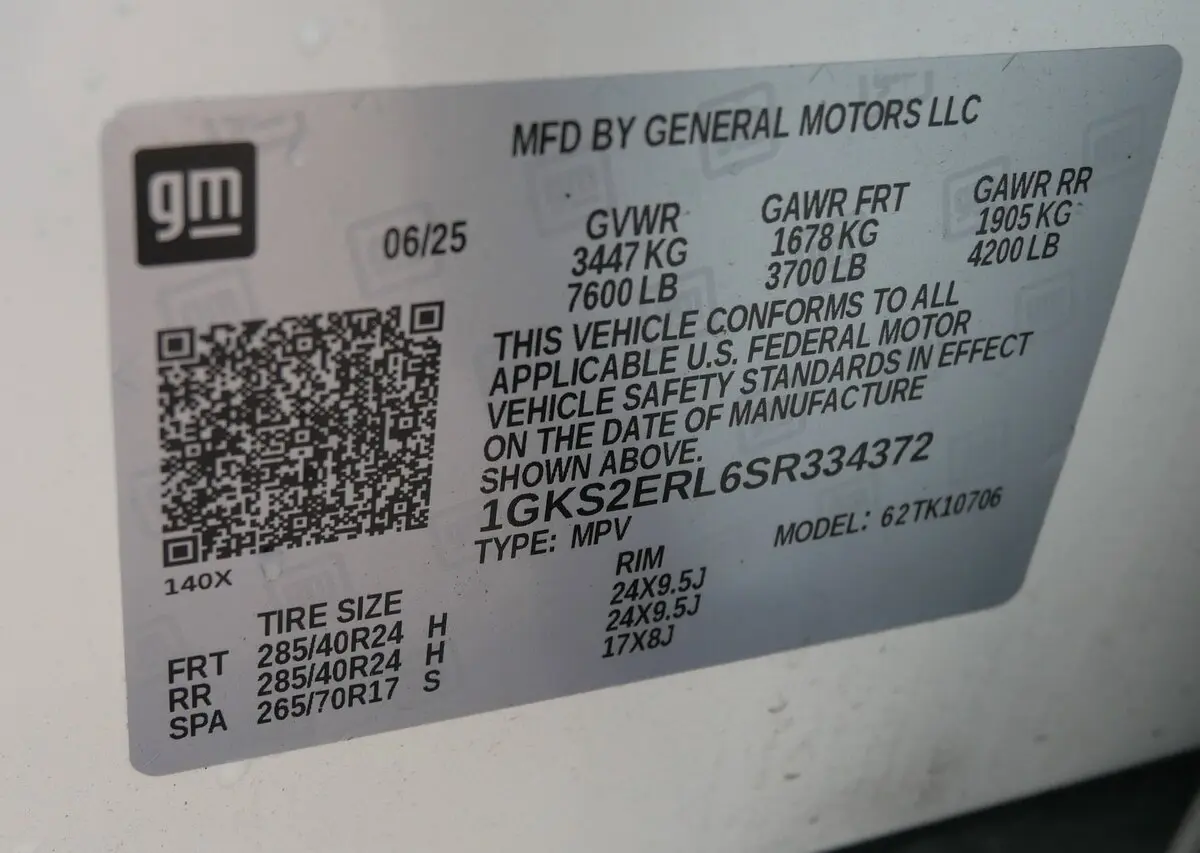 gm
MFD BY GENERAL MOTORS LLC
06/25
GVWR GAWR FRT GAWR RR
3447 KG 1678 KG 1905 KG
7600 LB 3700 LB 4200 LB
THIS VEHICLE CONFORMS TO ALL
APPLICABLE U.S. FEDERAL MOTOR
VEHICLE SAFETY STANDARDS IN EFFECT
ON THE DATE OF MANUFACTURE
SHOWN ABOVE.
1GKS2ERL6SR334372
TYPE: MPV MODEL: 62TK10706
140X
TIRE SIZE RIM
FRT 285/40R24 H 24X9.5J
RR 285/40R24 H 24X9.5J
SPA 265/70R17 S 17X8J